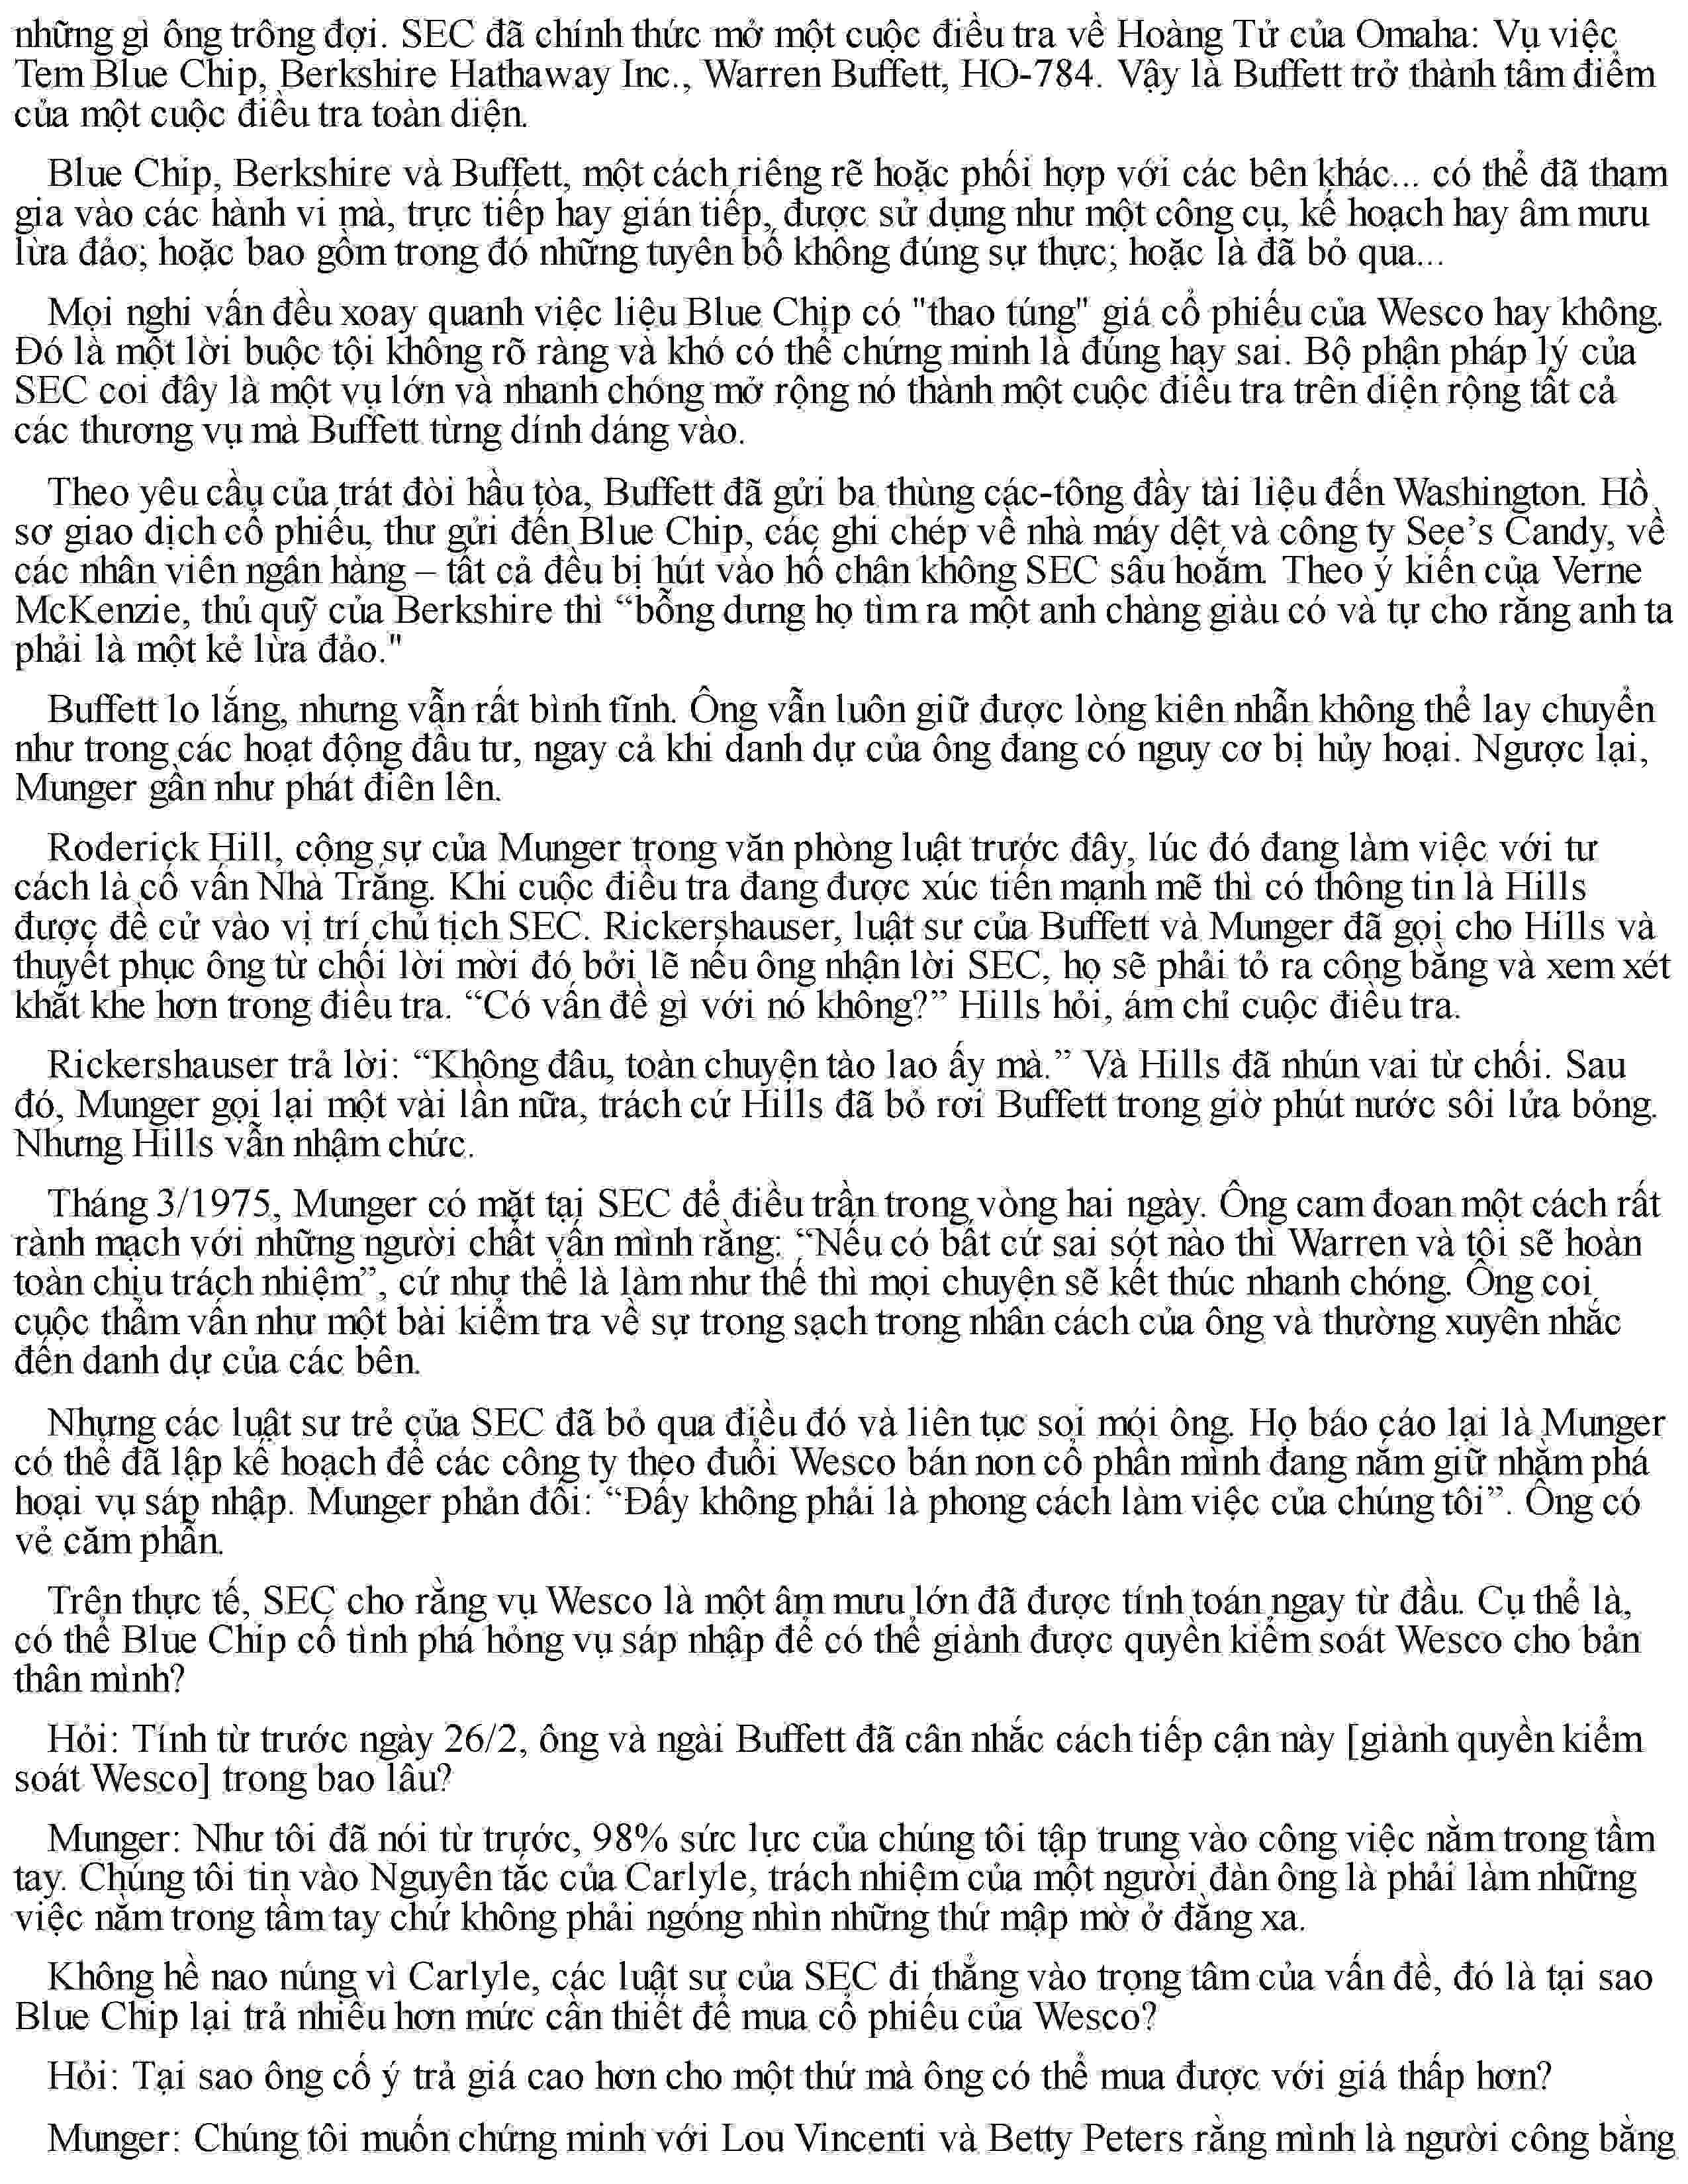 những gì ông trông đợi. SEC đã chính thức mở một cuộc điều tra về Hoàng Tử của Omaha: Vụ việc
Tem Blue Chip, Berkshire Hathaway Inc., Warren Buffett, HO-784. Vậy là Buffett trở thành tâm điểm
của một cuộc điều tra toàn diện.
Blue Chip, Berkshire và Buffett, một cách riêng rẽ hoặc phối hợp với các bên khác... có thể đã tham
gia vào các hành vi mà, trực tiếp hay gián tiếp, được sử dụng như một công cụ, kế hoạch hay âm mưu
lừa đảo; hoặc bao gồm trong đó những tuyên bố không đúng sự thực; hoặc là đã bỏ qua...
Mọi nghi vấn đều xoay quanh việc liệu Blue Chip có "thao túng" giá cổ phiếu của Wesco hay không.
Đó là một lời buộc tội không rõ ràng và khó có thể chứng minh là đúng hay sai. Bộ phận pháp lý của
SEC coi đây là một vụ lớn và nhanh chóng mở rộng nó thành một cuộc điều tra trên diện rộng tất cả
các thương vụ mà Buffett từng dính dáng vào.
Theo yêu cầu của trát đòi hầu tòa, Buffett đã gửi ba thùng các-tông đầy tài liệu đến Washington. Hồ
sơ giao dịch cổ phiếu, thư gửi đến Blue Chip, các ghi chép về nhà máy dệt và công ty See’s Candy, về
các nhân viên ngân hàng – tất cả đều bị hút vào hố chân không SEC sâu hoắm. Theo ý kiến của Verne
McKenzie, thủ quỹ của Berkshire thì “bỗng dưng họ tìm ra một anh chàng giàu có và tự cho rằng anh ta
phải là một kẻ lừa đảo."
Buffett lo lắng, nhưng vẫn rất bình tĩnh. Ông vẫn luôn giữ được lòng kiên nhẫn không thể lay chuyển
như trong các hoạt động đầu tư, ngay cả khi danh dự của ông đang có nguy cơ bị hủy hoại. Ngược lại,
Munger gần như phát điên lên.
Roderick Hill, cộng sự của Munger trong văn phòng luật trước đây, lúc đó đang làm việc với tư
cách là cố vấn Nhà Trắng. Khi cuộc điều tra đang được xúc tiến mạnh mẽ thì có thông tin là Hills
được đề cử vào vị trí chủ tịch SEC. Rickershauser, luật sư của Buffett và Munger đã gọi cho Hills và
thuyết phục ông từ chối lời mời đó bởi lẽ nếu ông nhận lời SEC, họ sẽ phải tỏ ra công bằng và xem xét
khắt khe hơn trong điều tra. “Có vấn đề gì với nó không?” Hills hỏi, ám chỉ cuộc điều tra.
Rickershauser trả lời: “Không đâu, toàn chuyện tào lao ấy mà.” Và Hills đã nhún vai từ chối. Sau
đó, Munger gọi lại một vài lần nữa, trách cứ Hills đã bỏ rơi Buffett trong giờ phút nước sôi lửa bỏng.
Nhưng Hills vẫn nhậm chức.
Tháng 3/1975, Munger có mặt tại SEC để điều trần trong vòng hai ngày. Ông cam đoan một cách rất
rành mạch với những người chất vấn mình rằng: “Nếu có bất cứ sai sót nào thì Warren và tôi sẽ hoàn
toàn chịu trách nhiệm”, cứ như thể là làm như thế thì mọi chuyện sẽ kết thúc nhanh chóng. Ông coi
cuộc thẩm vấn như một bài kiểm tra về sự trong sạch trong nhân cách của ông và thường xuyên nhắc
đến danh dự của các bên.
Nhưng các luật sư trẻ của SEC đã bỏ qua điều đó và liên tục soi mói ông. Họ báo cáo lại là Munger
có thể đã lập kế hoạch để các công ty theo đuổi Wesco bán non cổ phần mình đang nắm giữ nhằm phá
hoại vụ sáp nhập. Munger phản đối: “Đấy không phải là phong cách làm việc của chúng tôi”. Ông có
vẻ căm phẫn.
Trên thực tế, SEC cho rằng vụ Wesco là một âm mưu lớn đã được tính toán ngay từ đầu. Cụ thể là,
có thể Blue Chip cố tình phá hỏng vụ sáp nhập để có thể giành được quyền kiểm soát Wesco cho bản
thân mình?
Hỏi: Tính từ trước ngày 26/2, ông và ngài Buffett đã cân nhắc cách tiếp cận này [giành quyền kiểm
soát Wesco] trong bao lâu?
Munger: Như tôi đã nói từ trước, 98% sức lực của chúng tôi tập trung vào công việc nằm trong tầm
tay. Chúng tôi tin vào Nguyên tắc của Carlyle, trách nhiệm của một người đàn ông là phải làm những
việc nằm trong tầm tay chứ không phải ngóng nhìn những thứ mập mờ ở đằng xa.
Không hề nao núng vì Carlyle, các luật sư của SEC đi thẳng vào trọng tâm của vấn đề, đó là tại sao
Blue Chip lại trả nhiều hơn mức cần thiết để mua cổ phiếu của Wesco?
Hỏi: Tại sao ông cố ý trả giá cao hơn cho một thứ mà ông có thể mua được với giá thấp hơn?
Munger: Chúng tôi muốn chứng minh với Lou Vincenti và Betty Peters rằng mình là người công bằng